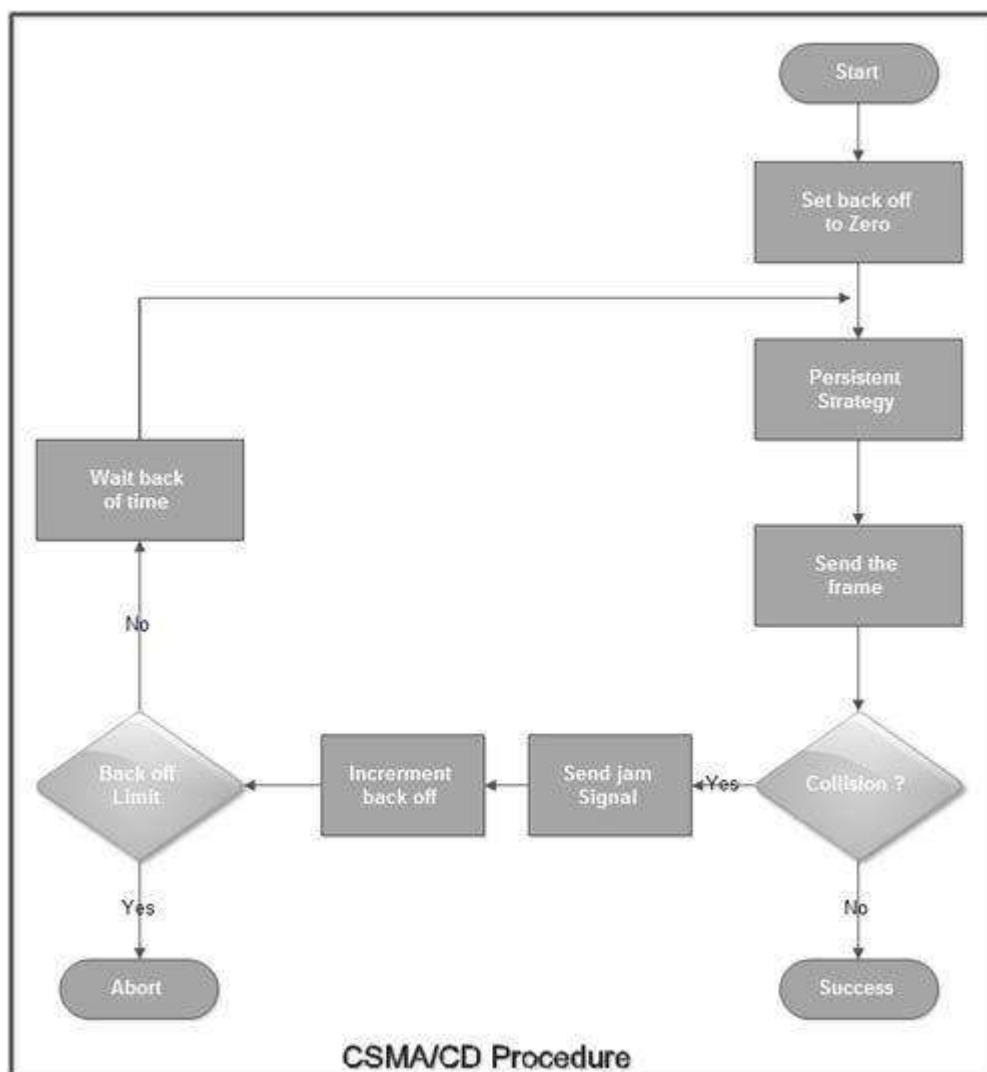 Start
Set back off
to Zero
Persistent
Strategy
Wait back
of time
Send the
frame
No
Back off
Limit
Incerment
back off
Send jam
Signal
Yes
Collision ?
Yes
No
Abort
Success
CSMA/CD Procedure